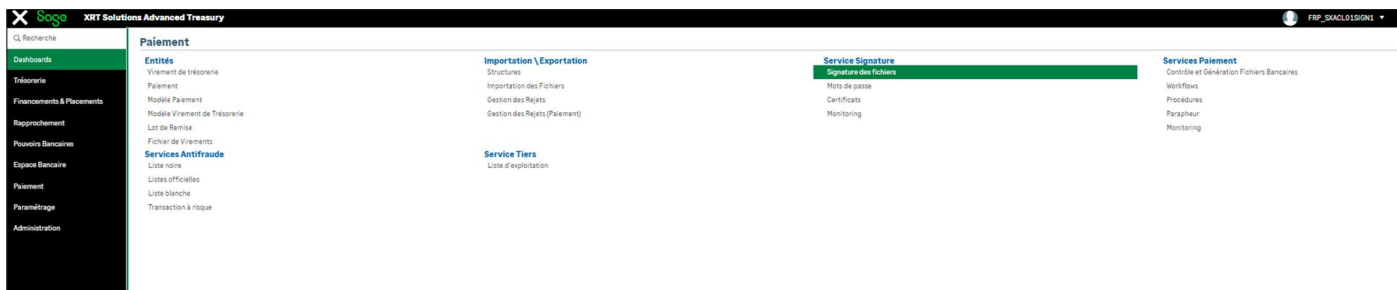 Sage XRT Solutions Advanced Treasury
FRP_SXACL01SIGN1
Recherche
Dashboards
Trésorerie
Financements & Placements
Rapprochement
Pouvoirs Bancaires
Espace Bancaire
Paiement
Paramétrage
Administration
Paiement
Entités
Virement de trésorerie
Paiement
Modèle Paiement
Modèle Virement de Trésorerie
Lot de Remise
Fichier de Virements
Importation \ Exportation
Structures
Importation des Fichiers
Gestion des Rejets
Gestion des Rejets (Paiement)
Service Signature
Signature des fichiers
Mots de passe
Certificats
Monitoring
Services Paiement
Contrôle et Génération Fichiers Bancaires
Workflows
Procédures
Parapheur
Monitoring
Services Antifraude
Liste noire
Listes officielles
Liste blanche
Transaction à risque
Service Tiers
Liste d'exploitation